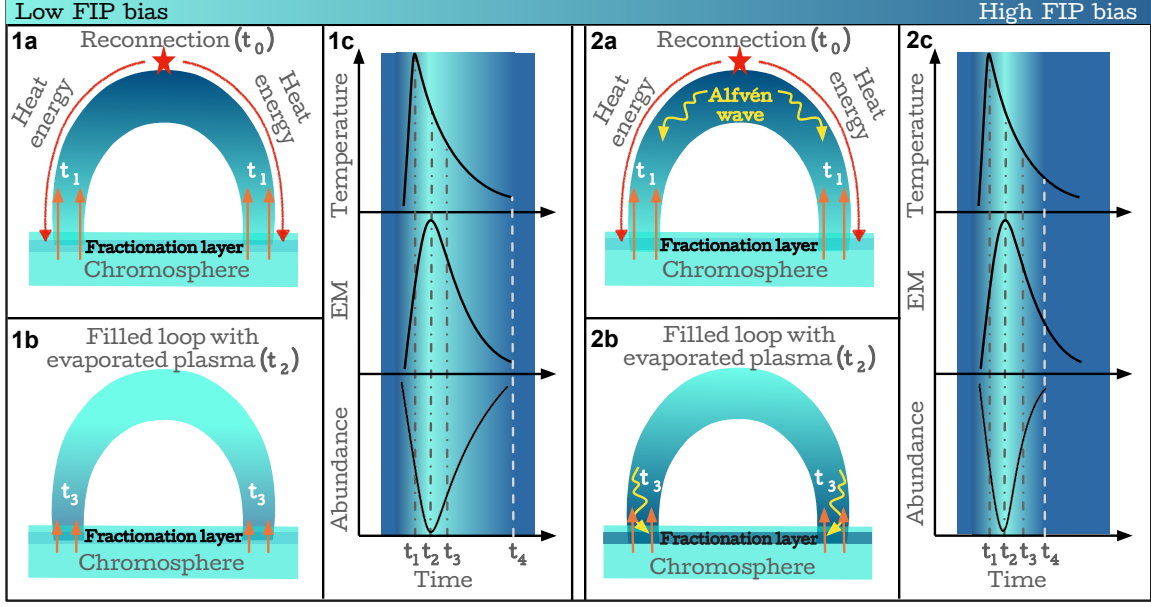 Low FIP bias
High FIP bias
1a
Reconnection (t₀)
Heat energy
Heat energy
t₁
t₁
Fractionation layer
Chromosphere
1b
Filled loop with
evaporated plasma (t₂)
t₃
t₃
Fractionation layer
Chromosphere
1c
Temperature
EM
Abundance
t₁
t₂
t₃
t₄
Time
2a
Reconnection (t₀)
Heat energy
Heat energy
Alfvén
wave
t₁
t₁
Fractionation layer
Chromosphere
2b
Filled loop with
evaporated plasma (t₂)
t₃
t₃
Fractionation layer
Chromosphere
2c
Temperature
EM
Abundance
t₁
t₂
t₃
t₄
Time